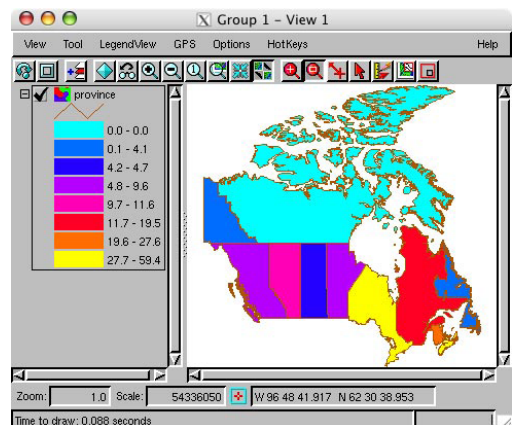 Group 1 - View 1
View Tool LegendView GPS Options HotKeys Help
province
0.0 - 0.0
0.1 - 4.1
4.2 - 4.7
4.8 - 9.6
9.7 - 11.6
11.7 - 19.5
19.6 - 27.6
27.7 - 59.4
Zoom: 1.0 Scale: 54336050 W 96 48 41.917 N 62 30 38.953
Time to draw: 0.088 seconds